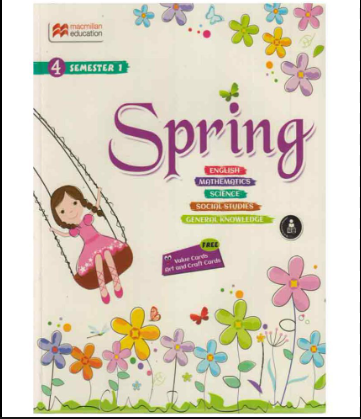 macmillan
education
4 SEMESTER 1
Spring
ENGLISH
MATHEMATICS
SCIENCE
SOCIAL STUDIES
GENERAL KNOWLEDGE
FREE
Value Cards
Art and Craft Cards